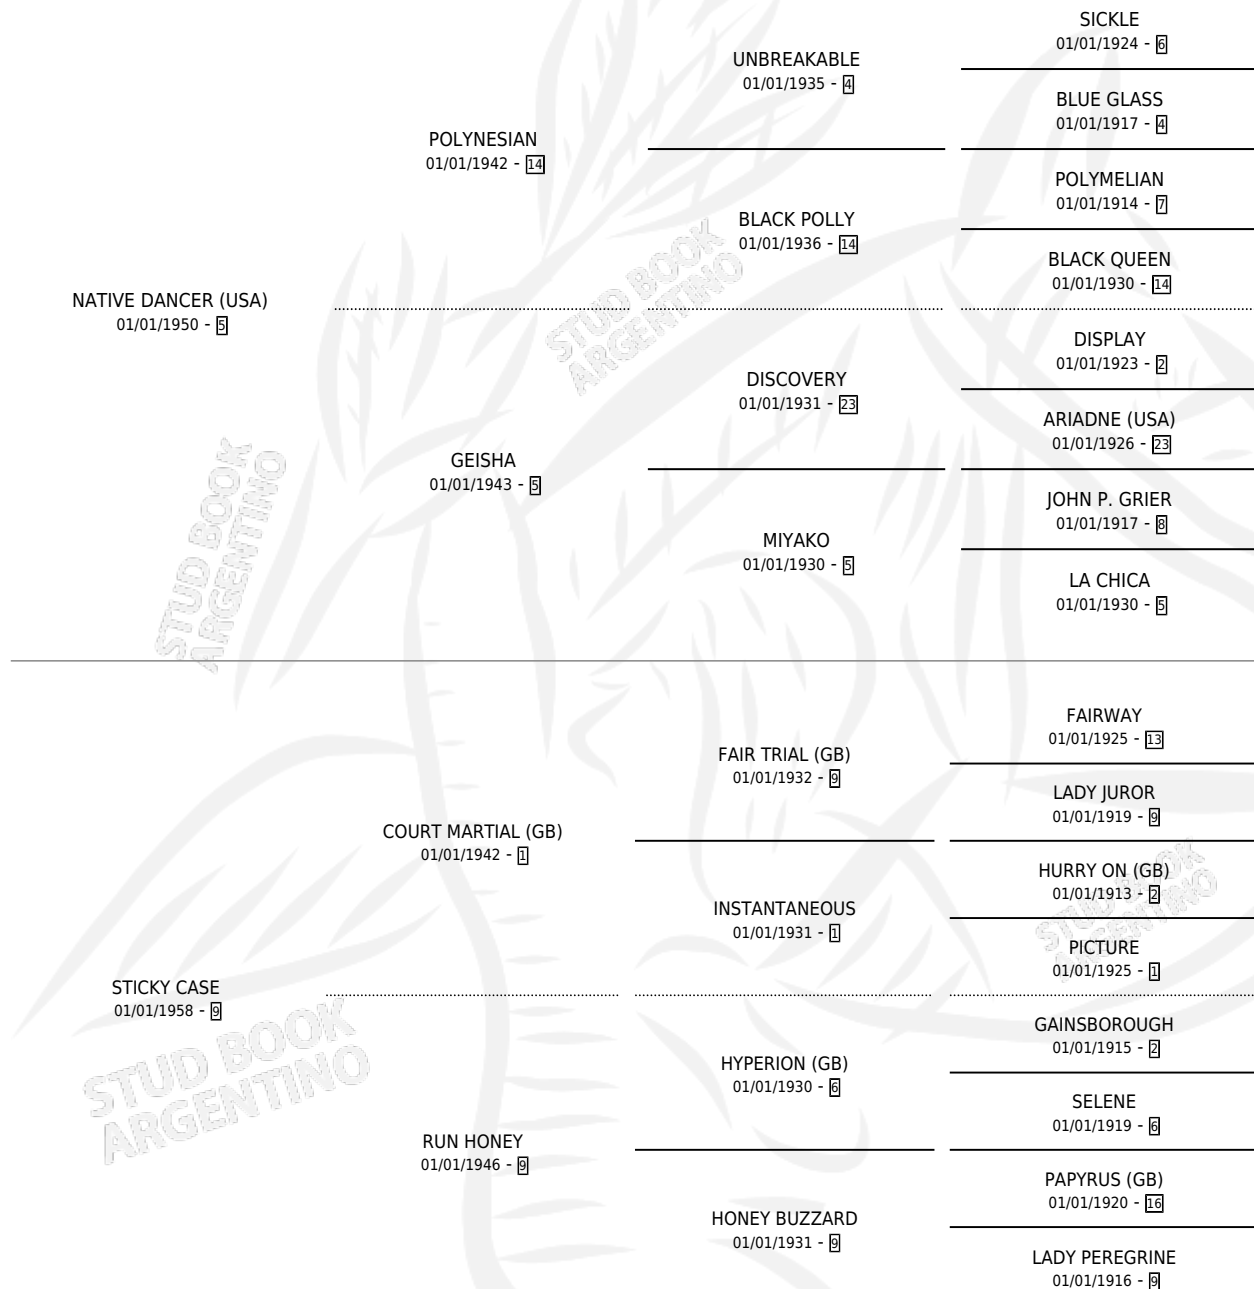 SICKLE
01/01/1924 - 6
UNBREAKABLE
01/01/1935 - 4
BLUE GLASS
01/01/1917 - 4
POLYNESIAN
01/01/1942 - 14
POLYMELIAN
01/01/1914 - 7
BLACK POLLY
01/01/1936 - 14
BLACK QUEEN
01/01/1930 - 14
NATIVE DANCER (USA)
01/01/1950 - 5
STUD BOOK
ARGENTINO
DISPLAY
01/01/1923 - 2
DISCOVERY
01/01/1931 - 23
ARIADNE (USA)
01/01/1926 - 23
GEISHA
01/01/1943 - 5
JOHN P. GRIER
01/01/1917 - 8
MIYAKO
01/01/1930 - 5
LA CHICA
01/01/1930 - 5
STUD BOOK
ARGENTINO
FAIRWAY
01/01/1925 - 13
FAIR TRIAL (GB)
01/01/1932 - 9
LADY JUROR
01/01/1919 - 9
COURT MARTIAL (GB)
01/01/1942 - 1
HURRY ON (GB)
01/01/1913 - 2
INSTANTANEOUS
01/01/1931 - 1
STUD BOOK
ARGENTINO
PICTURE
01/01/1925 - 1
STICKY CASE
01/01/1958 - 9
STUD BOOK
ARGENTINO
GAINSBOROUGH
01/01/1915 - 2
HYPERION (GB)
01/01/1930 - 6
SELENE
01/01/1919 - 6
RUN HONEY
01/01/1946 - 9
PAPYRUS (GB)
01/01/1920 - 16
HONEY BUZZARD
01/01/1931 - 9
LADY PEREGRINE
01/01/1916 - 9